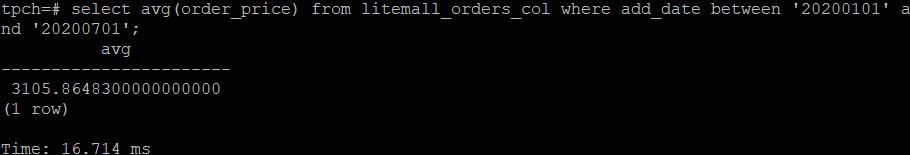 tpch=# select avg(order_price) from litemall_orders_col where add_date between '20200101' a
nd '20200701';
avg
-----------------------
3105.8648300000000000
(1 row)
Time: 16.714 ms